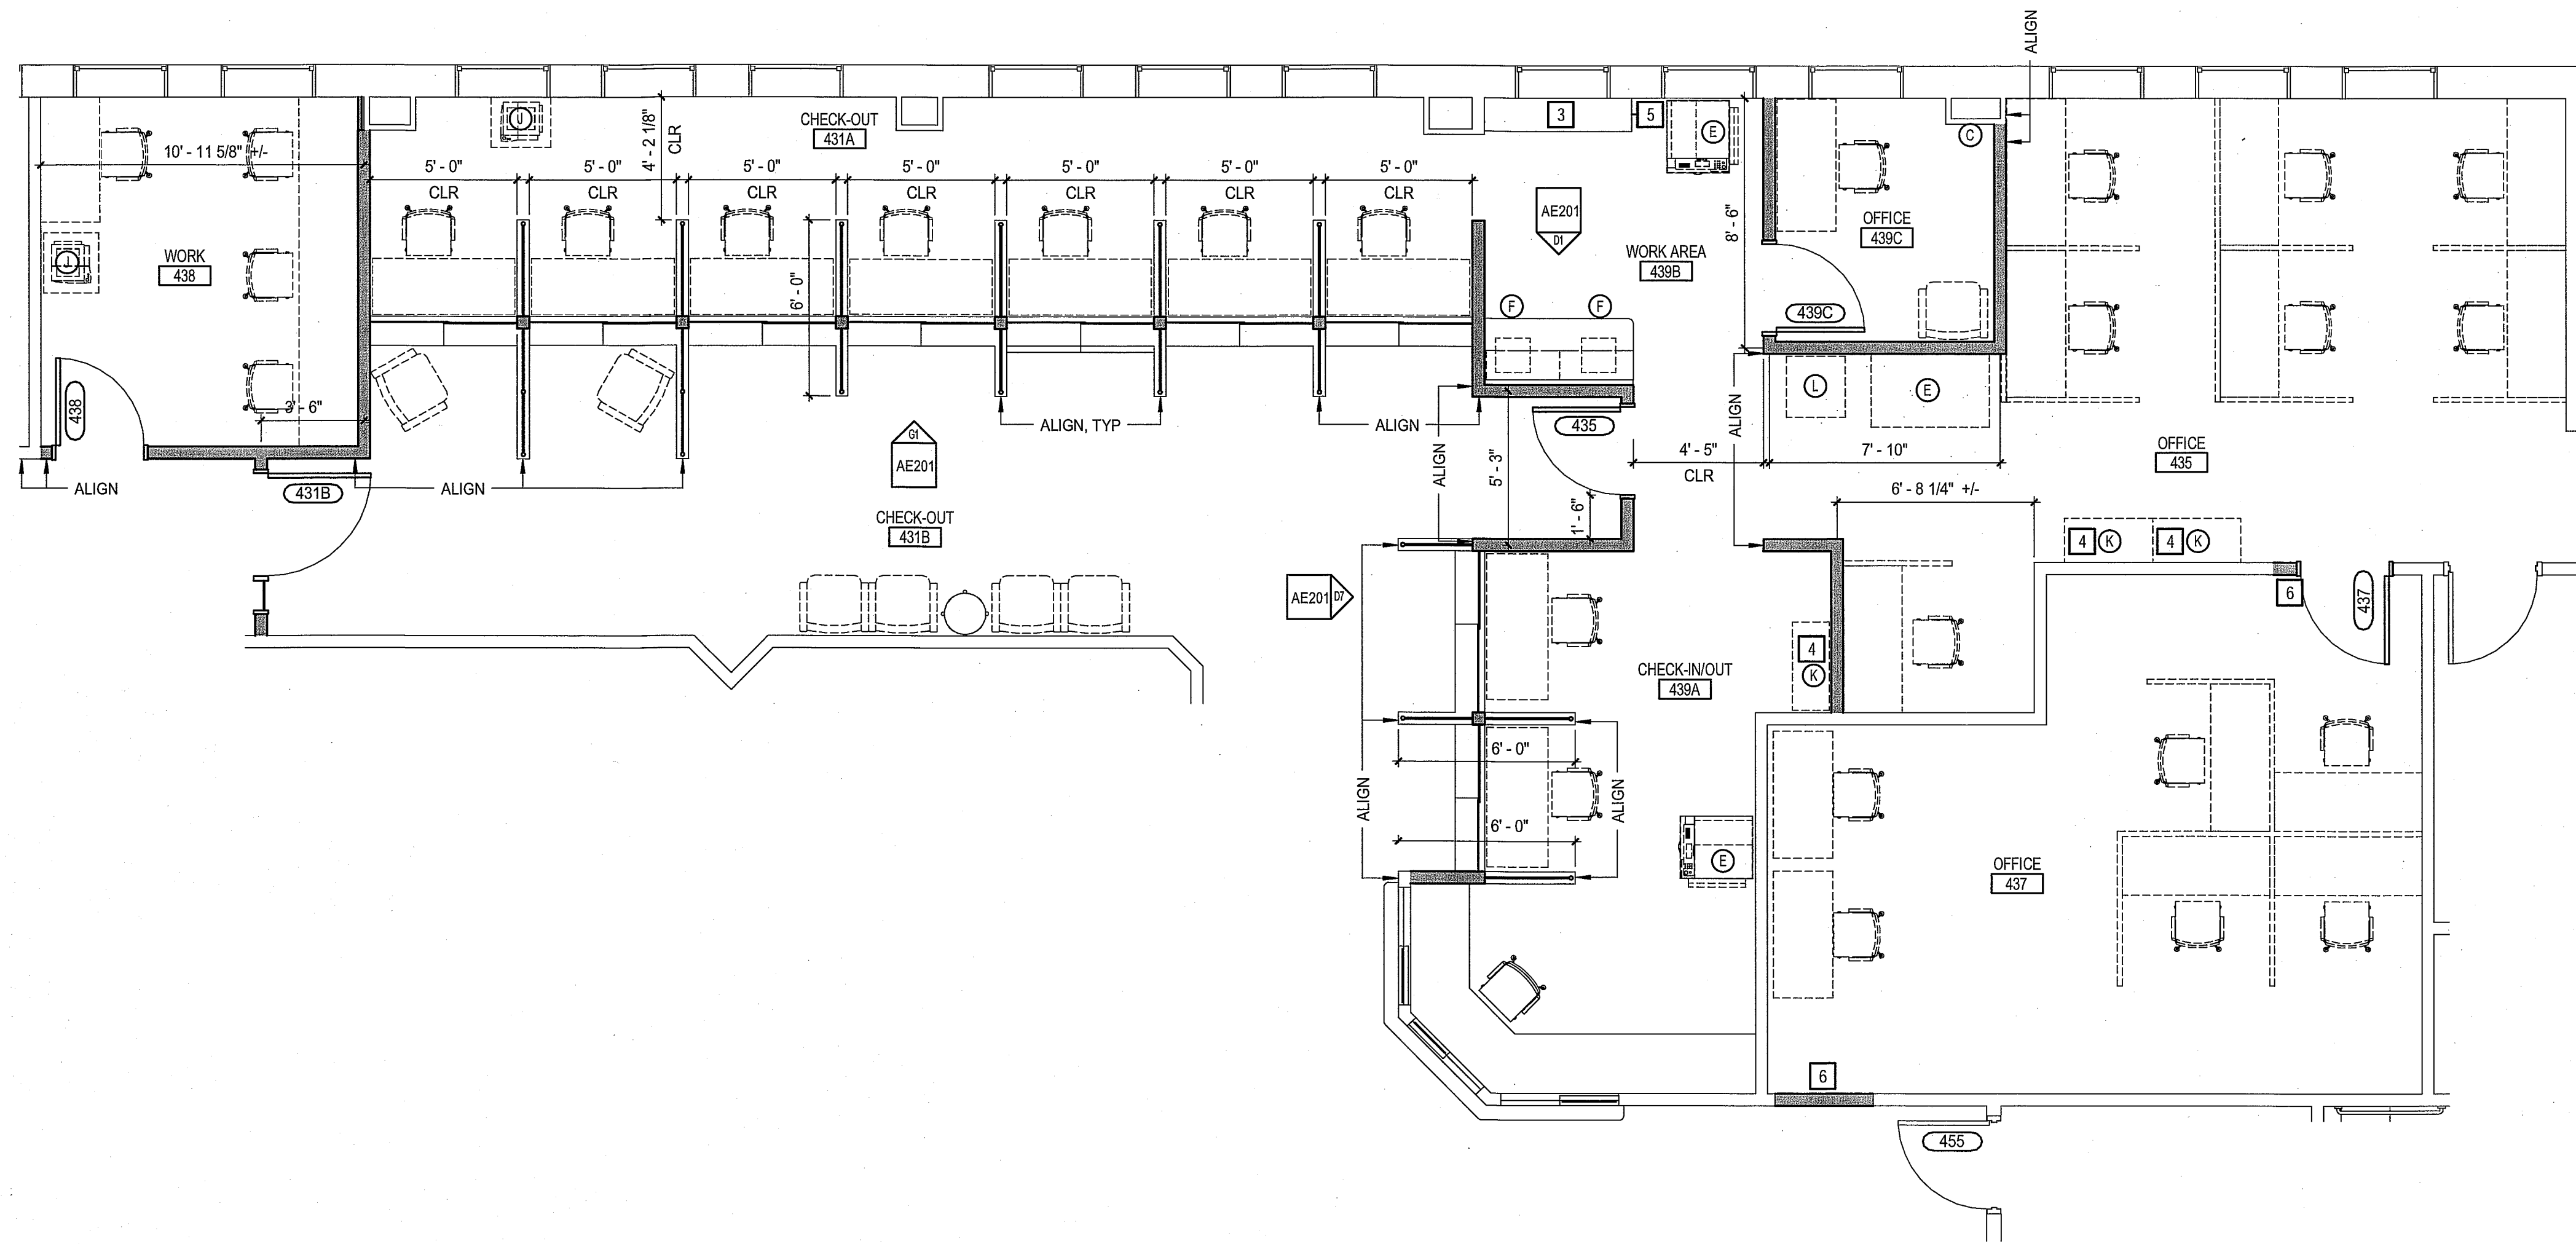 ALIGN
3
5
E
C
J
CHECK-OUT
431A
4' - 2 1/8"
CLR
10' - 11 5/8" +/-
5' - 0"
CLR
5' - 0"
CLR
5' - 0"
CLR
5' - 0"
CLR
5' - 0"
CLR
5' - 0"
CLR
5' - 0"
CLR
AE201
D1
8' - 6"
OFFICE
439C
WORK
438
J
6' - 0"
WORK AREA
439B
F
F
439C
438
3' - 6"
ALIGN, TYP
ALIGN
435
ALIGN
5' - 3"
1' - 6"
ALIGN
L
E
4' - 5"
CLR
7' - 10"
OFFICE
435
6' - 8 1/4" +/-
G1
AE201
ALIGN
431B
ALIGN
CHECK-OUT
431B
4
K
4
K
6
437
AE201
D7
CHECK-IN/OUT
439A
4
K
6' - 0"
ALIGN
ALIGN
6' - 0"
E
OFFICE
437
6
455